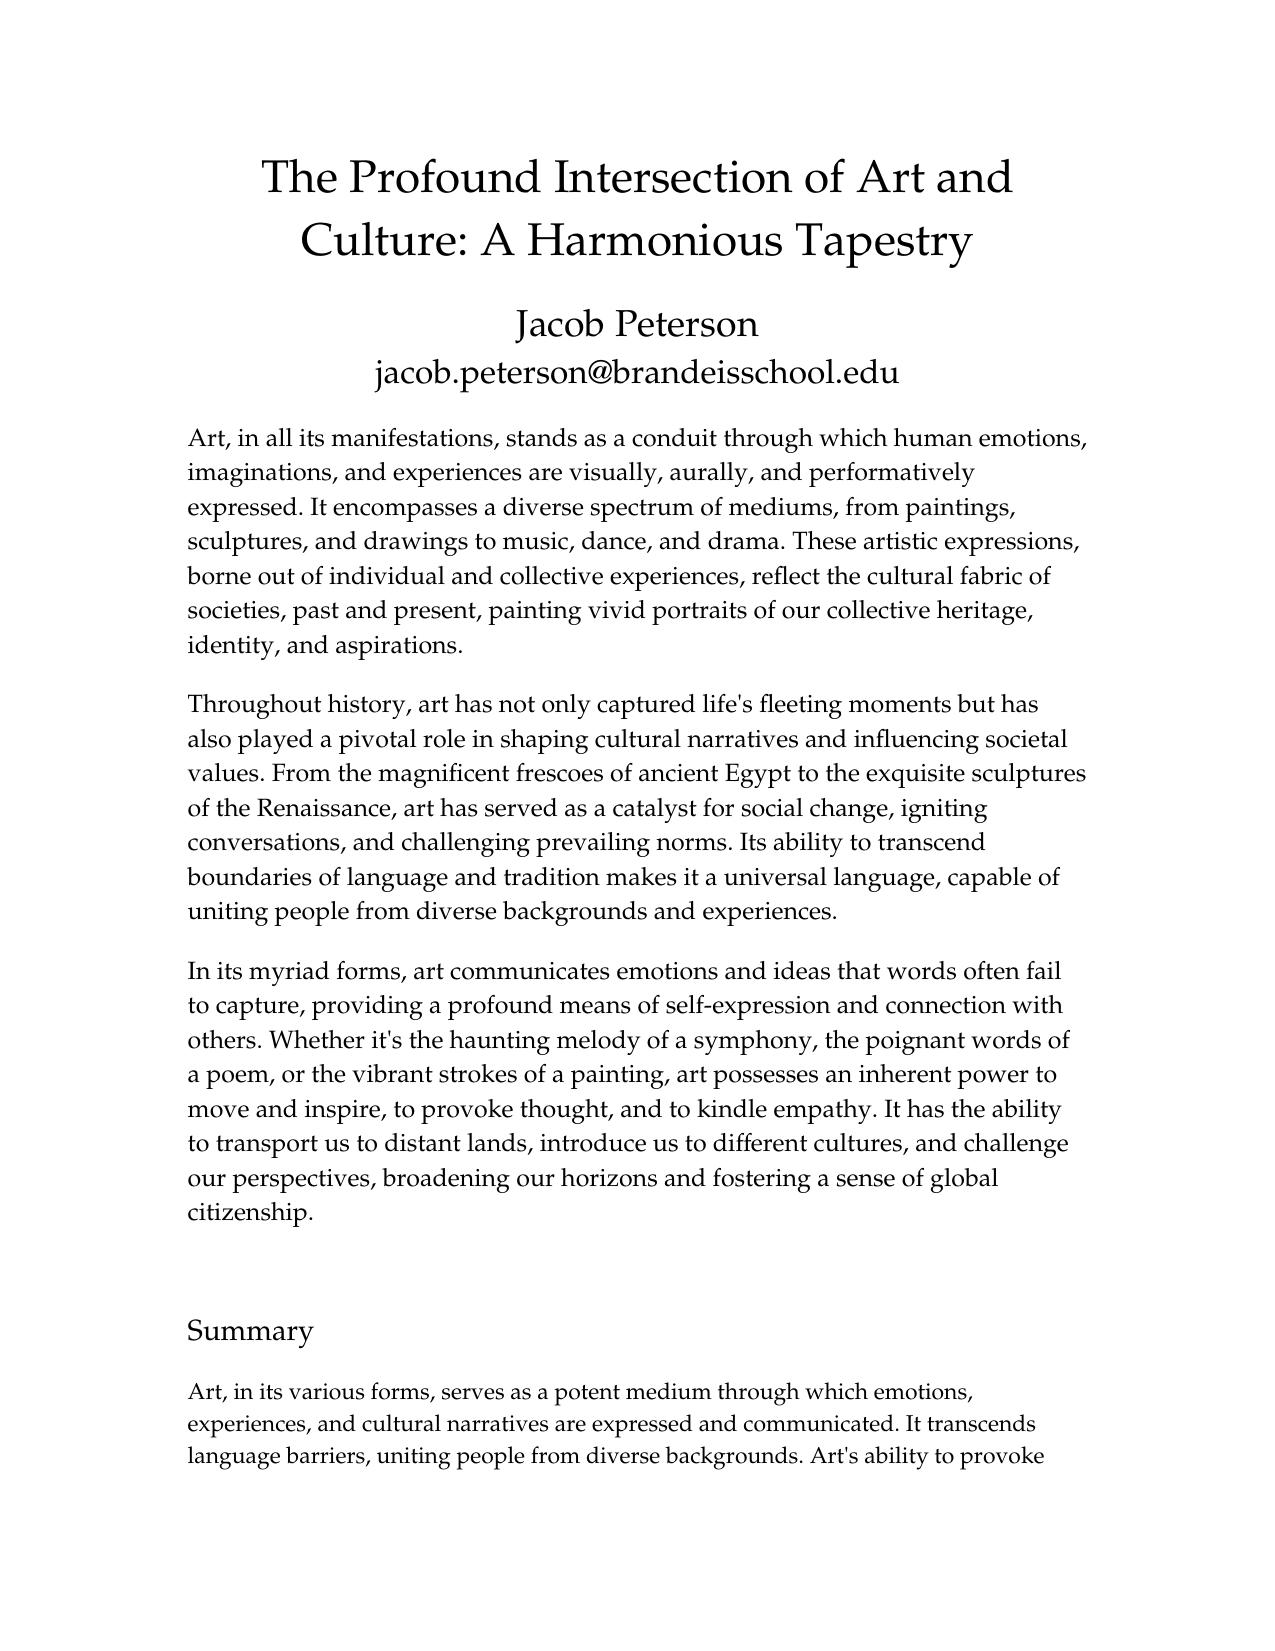 The Profound Intersection of Art and
Culture: A Harmonious Tapestry
Jacob Peterson
jacob.peterson@brandeisschool.edu
Art, in all its manifestations, stands as a conduit through which human emotions,
imaginations, and experiences are visually, aurally, and performatively
expressed. It encompasses a diverse spectrum of mediums, from paintings,
sculptures, and drawings to music, dance, and drama. These artistic expressions,
borne out of individual and collective experiences, reflect the cultural fabric of
societies, past and present, painting vivid portraits of our collective heritage,
identity, and aspirations.
Throughout history, art has not only captured life's fleeting moments but has
also played a pivotal role in shaping cultural narratives and influencing societal
values. From the magnificent frescoes of ancient Egypt to the exquisite sculptures
of the Renaissance, art has served as a catalyst for social change, igniting
conversations, and challenging prevailing norms. Its ability to transcend
boundaries of language and tradition makes it a universal language, capable of
uniting people from diverse backgrounds and experiences.
In its myriad forms, art communicates emotions and ideas that words often fail
to capture, providing a profound means of self-expression and connection with
others. Whether it's the haunting melody of a symphony, the poignant words of
a poem, or the vibrant strokes of a painting, art possesses an inherent power to
move and inspire, to provoke thought, and to kindle empathy. It has the ability
to transport us to distant lands, introduce us to different cultures, and challenge
our perspectives, broadening our horizons and fostering a sense of global
citizenship.
Summary
Art, in its various forms, serves as a potent medium through which emotions,
experiences, and cultural narratives are expressed and communicated. It transcends
language barriers, uniting people from diverse backgrounds. Art's ability to provoke